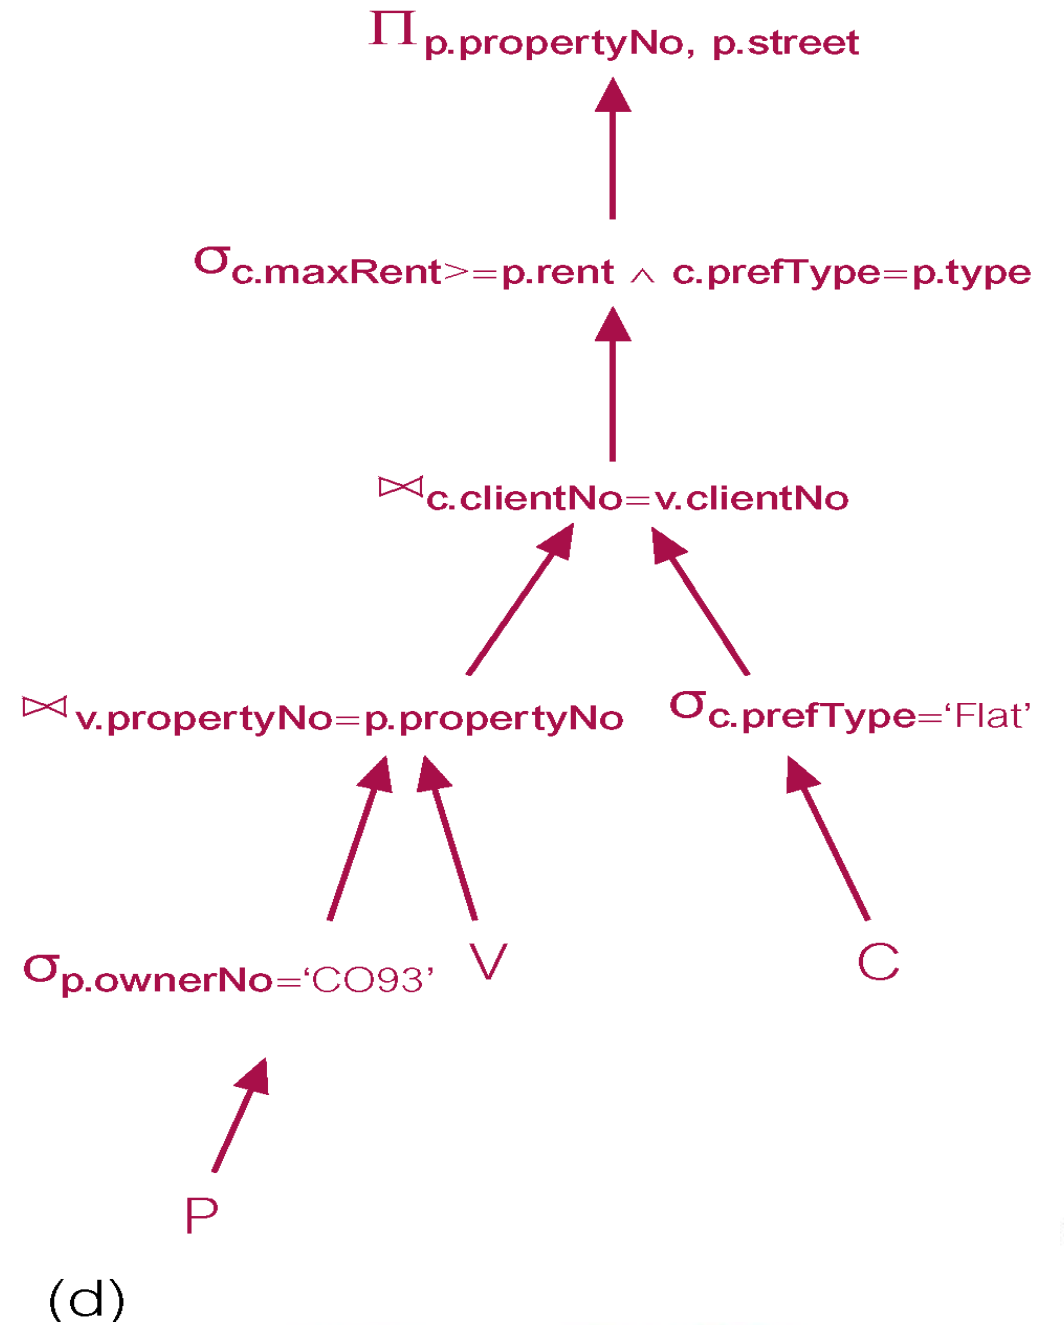 Π p.propertyNo, p.street
σ c.maxRent>=p.rent ∧ c.prefType=p.type
⋈ c.clientNo=v.clientNo
⋈ v.propertyNo=p.propertyNo
σ c.prefType=‘Flat’
σ p.ownerNo=‘CO93’
V
C
P
(d)